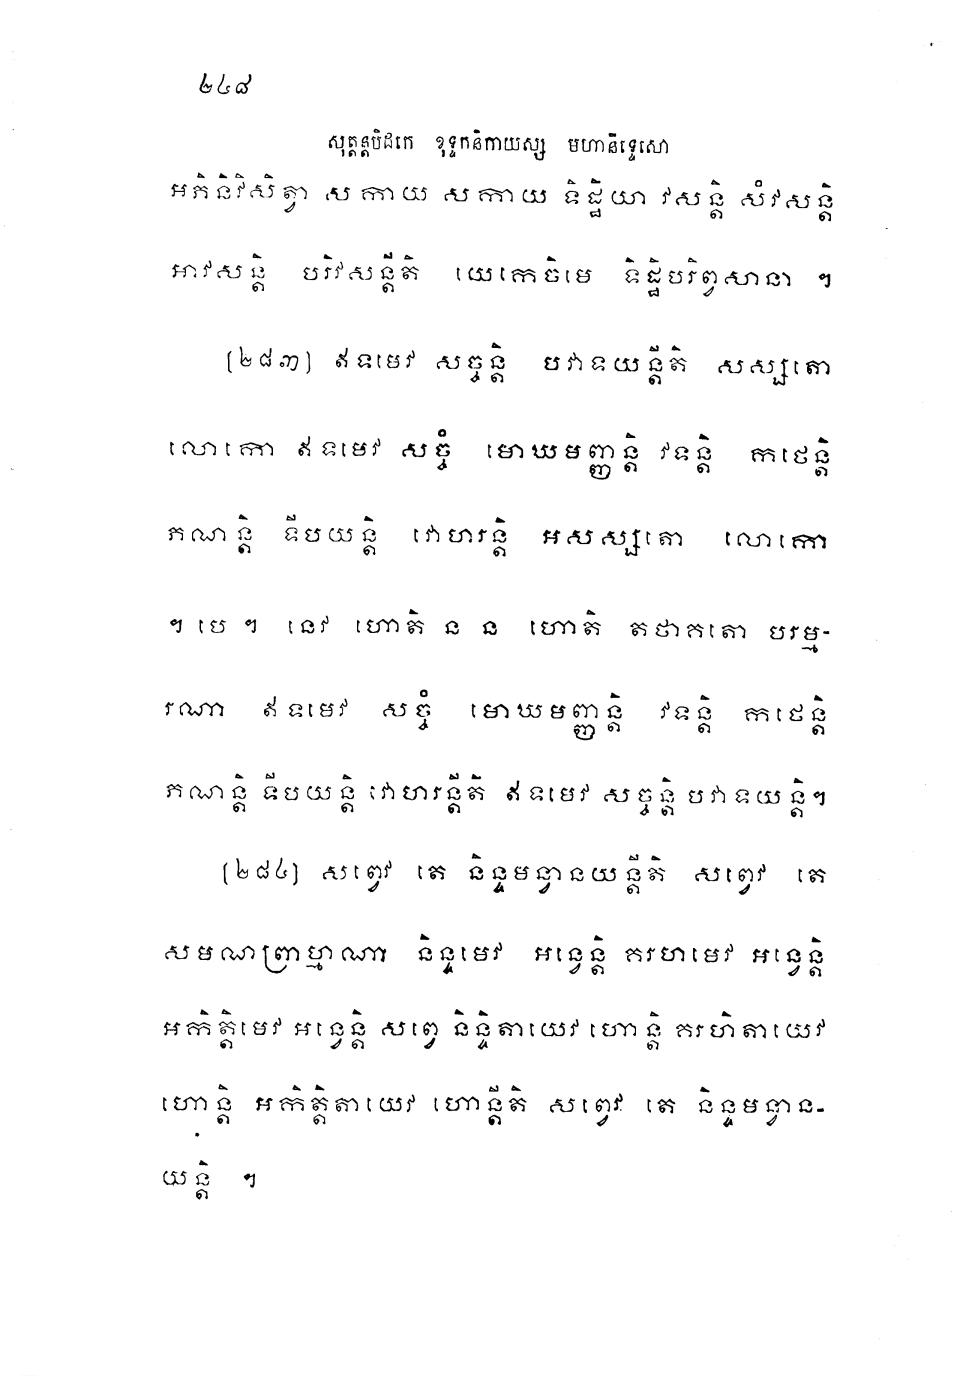 ២៤៨
សុត្តន្តបិដកេ ខុទ្ទកនិកាយស្ស មហានិទ្ទេសោ
អភិនិវិសិត្វា សកាយ សកាយ ទិដ្ឋិយា វសន្តិ សំវសន្តិ
អាវសន្តិ បរិវសន្តីតិ យេកេចិមេ ទិដ្ឋិបរិព្វសានា ។
[២៨៣] ឥទមេវ សច្ចន្តិ បវាទយន្តីតិ សស្សតោ
លោកោ ឥទមេវ សច្ចំ មោឃមញ្ញន្តិ វទន្តិ កថេន្តិ
ភណន្តិ ទីបយន្តិ វោហរន្តិ អសស្សតោ លោកោ
។ បេ ។ នេវ ហោតិ ន ន ហោតិ តថាគតោ បរម្ម-
រណា ឥទមេវ សច្ចំ មោឃមញ្ញន្តិ វទន្តិ កថេន្តិ
ភណន្តិ ទីបយន្តិ វោហរន្តីតិ ឥទមេវ សច្ចន្តិ បវាទយន្តិ។
[២៨៤] សព្វេវ តេ និន្ទមន្វានយន្តីតិ សព្វេវ តេ
សមណព្រាហ្មណា និន្ទមេវ អន្វេន្តិ គរហមេវ អន្វេន្តិ
អកិត្តិមេវ អន្វេន្តិ សព្វេ និន្ទិតាយេវ ហោន្តិ គរហិតាយេវ
ហោន្តិ អកិត្តិតាយេវ ហោន្តីតិ សព្វេវ តេ និន្ទមន្វាន-
យន្តិ ។